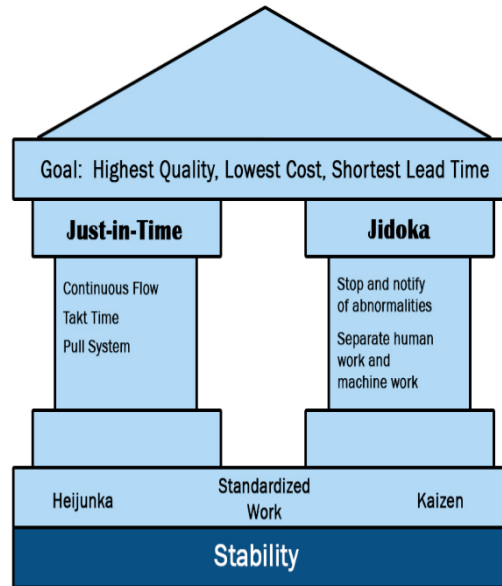 Goal: Highest Quality, Lowest Cost, Shortest Lead Time
Just-in-Time
Continuous Flow
Takt Time
Pull System
Jidoka
Stop and notify
of abnormalities
Separate human
work and
machine work
Heijunka
Standardized
Work
Kaizen
Stability